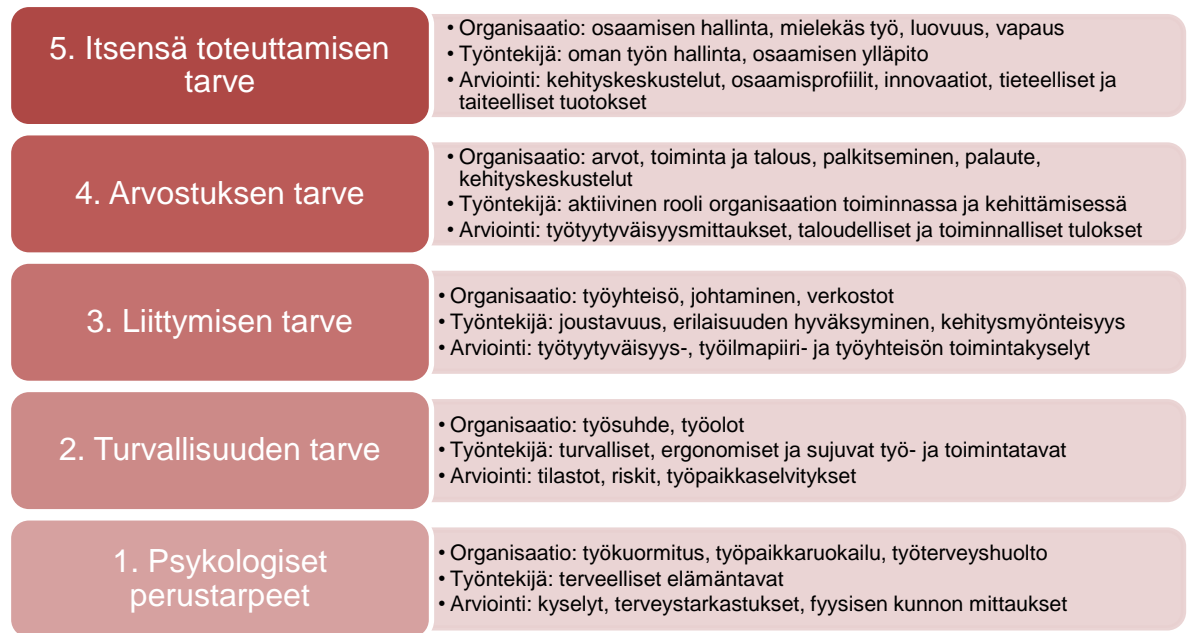 5. Itsensä toteuttamisen
tarve
• Organisaatio: osaamisen hallinta, mielekäs työ, luovuus, vapaus
• Työntekijä: oman työn hallinta, osaamisen ylläpito
• Arviointi: kehityskeskustelut, osaamisprofiilit, innovaatiot, tieteelliset ja
taiteelliset tuotokset
4. Arvostuksen tarve
• Organisaatio: arvot, toiminta ja talous, palkitseminen, palaute,
kehityskeskustelut
• Työntekijä: aktiivinen rooli organisaation toiminnassa ja kehittämisessä
• Arviointi: työtyytyväisyysmittaukset, taloudelliset ja toiminnalliset tulokset
3. Liittymisen tarve
• Organisaatio: työyhteisö, johtaminen, verkostot
• Työntekijä: joustavuus, erilaisuuden hyväksyminen, kehitysmyönteisyys
• Arviointi: työtyytyväisyys-, työilmapiiri- ja työyhteisön toimintakyselyt
2. Turvallisuuden tarve
• Organisaatio: työsuhde, työolot
• Työntekijä: turvalliset, ergonomiset ja sujuvat työ- ja toimintatavat
• Arviointi: tilastot, riskit, työpaikkaselvitykset
1. Psykologiset
perustarpeet
• Organisaatio: työkuormitus, työpaikkaruokailu, työterveyshuolto
• Työntekijä: terveelliset elämäntavat
• Arviointi: kyselyt, terveystarkastukset, fyysisen kunnon mittaukset